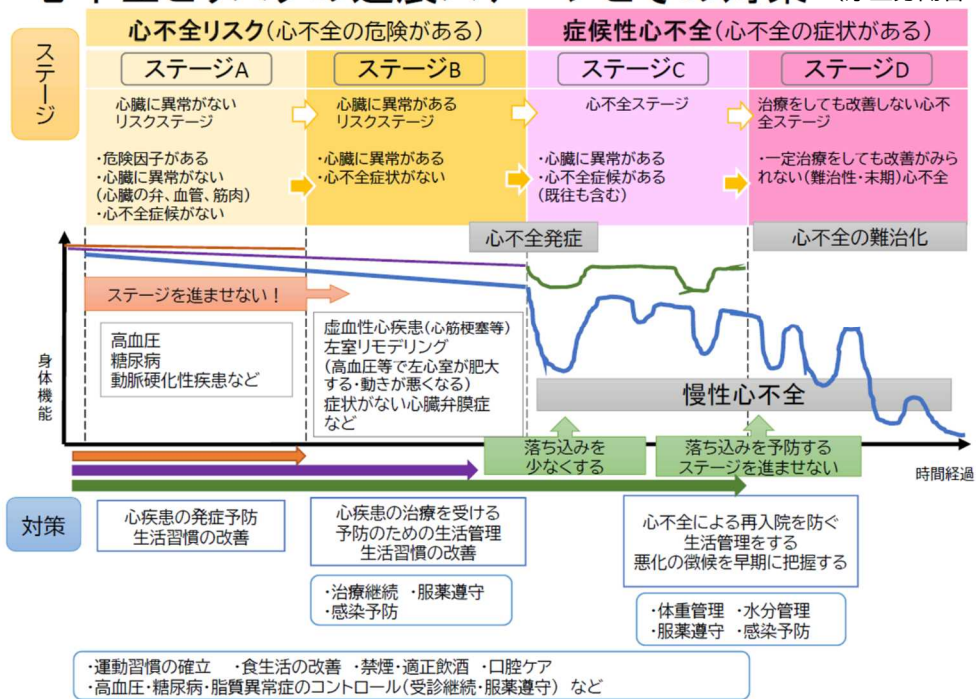 ステージ
心不全リスク(心不全の危険がある)
症候性心不全(心不全の症状がある)
ステージA
ステージB
ステージC
ステージD
心臓に異常がない
リスクステージ
・危険因子がある
・心臓に異常がない
(心臓の弁、血管、筋肉)
・心不全症候がない
心臓に異常がある
リスクステージ
・心臓に異常がある
・心不全症状がない
心不全ステージ
・心臓に異常がある
・心不全症候がある
(既往も含む)
治療をしても改善しない心不
全ステージ
・一定治療をしても改善がみら
れない(難治性・末期)心不全
心不全発症
心不全の難治化
ステージを進ませない！
身体機能
高血圧
糖尿病
動脈硬化性疾患など
虚血性心疾患(心筋梗塞等)
左室リモデリング
(高血圧等で左心室が肥大
する・動きが悪くなる)
症状がない心臓弁膜症
など
慢性心不全
落ち込みを
少なくする
落ち込みを予防する
ステージを進ませない
時間経過
対策
心疾患の発症予防
生活習慣の改善
心疾患の治療を受ける
予防のための生活管理
生活習慣の改善
・治療継続 ・服薬遵守
・感染予防
心不全による再入院を防ぐ
生活管理をする
悪化の徴候を早期に把握する
・体重管理 ・水分管理
・服薬遵守 ・感染予防
・運動習慣の確立 ・食生活の改善 ・禁煙・適正飲酒 ・口腔ケア
・高血圧・糖尿病・脂質異常症のコントロール(受診継続・服薬遵守) など